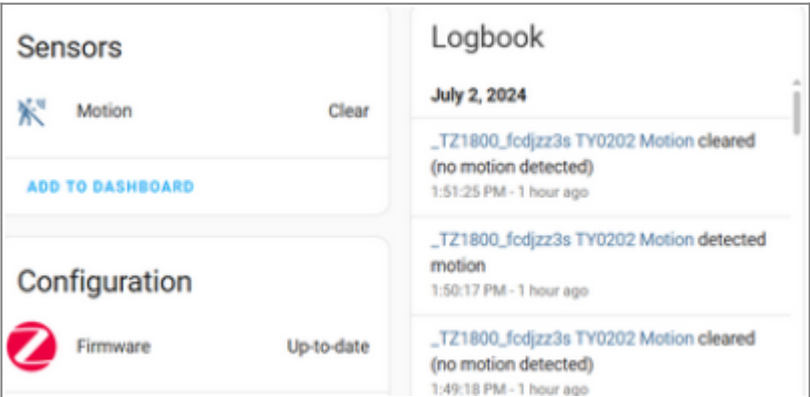 Sensors
Motion Clear
ADD TO DASHBOARD
Configuration
Firmware Up-to-date
Logbook
July 2, 2024
_TZ1800_fcdjzz3s TY0202 Motion cleared
(no motion detected)
1:51:25 PM - 1 hour ago
_TZ1800_fcdjzz3s TY0202 Motion detected
motion
1:50:17 PM - 1 hour ago
_TZ1800_fcdjzz3s TY0202 Motion cleared
(no motion detected)
1:49:18 PM - 1 hour ago